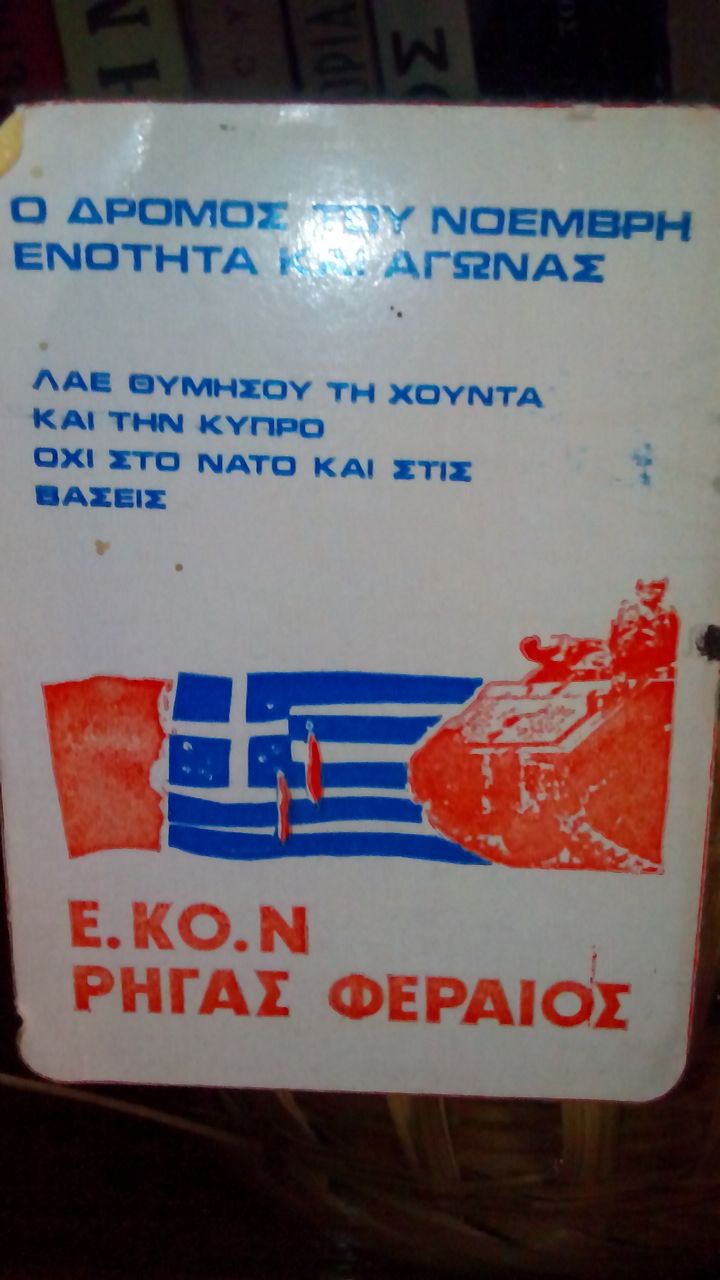 Ο ΔΡΟΜΟΣ ΤΟΥ ΝΟΕΜΒΡΗ
ΕΝΟΤΗΤΑ ΚΑΙ ΑΓΩΝΑΣ
ΛΑΕ ΘΥΜΗΣΟΥ ΤΗ ΧΟΥΝΤΑ
ΚΑΙ ΤΗΝ ΚΥΠΡΟ
ΟΧΙ ΣΤΟ ΝΑΤΟ ΚΑΙ ΣΤΙΣ
ΒΑΣΕΙΣ
Ε.ΚΟ.Ν
ΡΗΓΑΣ ΦΕΡΑΙΟΣ